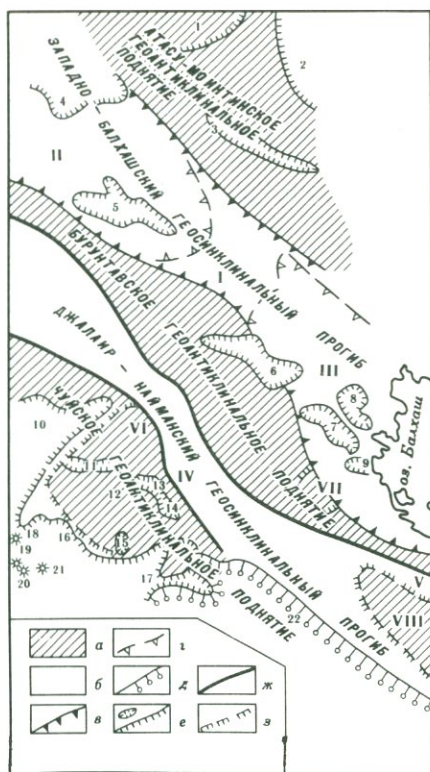 1
2
АТАСУ-МОИНТИНСКОЕ
ГЕОАНТИКЛИНАЛЬНОЕ
ПОДНЯТИЕ
3
4
ЗАПАДНО - БАЛХАШСКИЙ ГЕОСИНКЛИНАЛЬНЫЙ ПРОГИБ
II
5
I
III
БУРУНТАВСКОЕ ГЕОАНТИКЛИНАЛЬНОЕ ПОДНЯТИЕ
6
8
7
9
оз. Балхаш
ДЖАЛАИР - НАЙМАНСКИЙ ГЕОСИНКЛИНАЛЬНЫЙ ПРОГИБ
VII
ЧУЙСКОЕ ГЕОАНТИКЛИНАЛЬНОЕ ПОДНЯТИЕ
10
VI
11
IV
12
13
14
18
16
15
19
20
21
17
22
V
VIII
а
б
в
г
д
е
ж
з